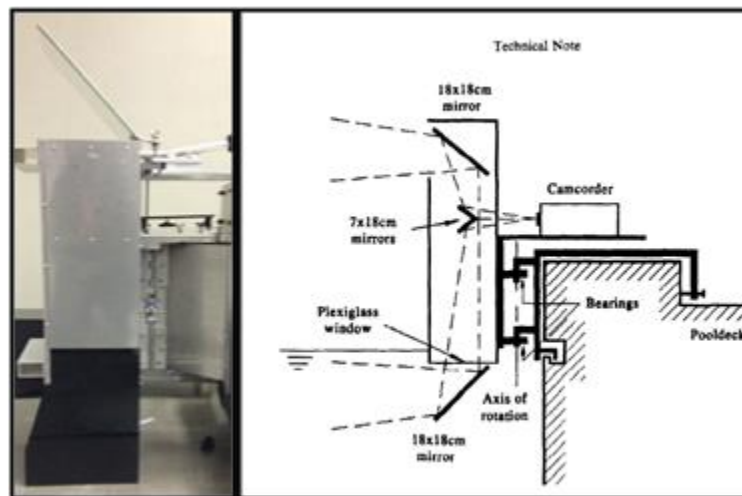 Technical Note
18x18cm
mirror
Camcorder
7x18cm
mirrors
Bearings
Plexiglass
window
Pooldeck
Axis of
rotation
18x18cm
mirror